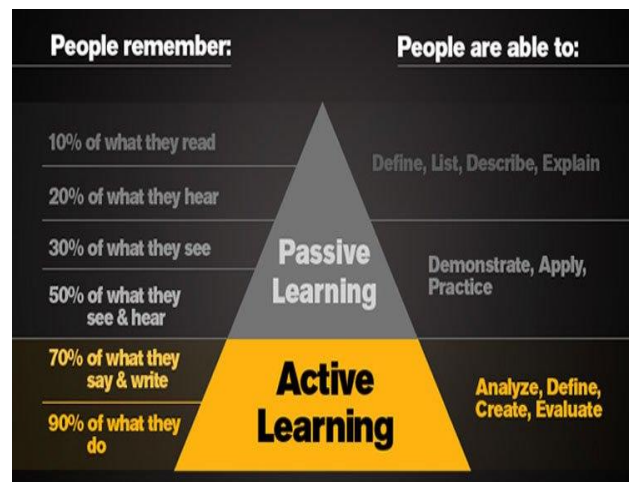 People remember:
People are able to:
10% of what they read
20% of what they hear
Define, List, Describe, Explain
30% of what they see
50% of what they
see & hear
Passive
Learning
Demonstrate, Apply,
Practice
70% of what they
say & write
90% of what they
do
Active
Learning
Analyze, Define,
Create, Evaluate